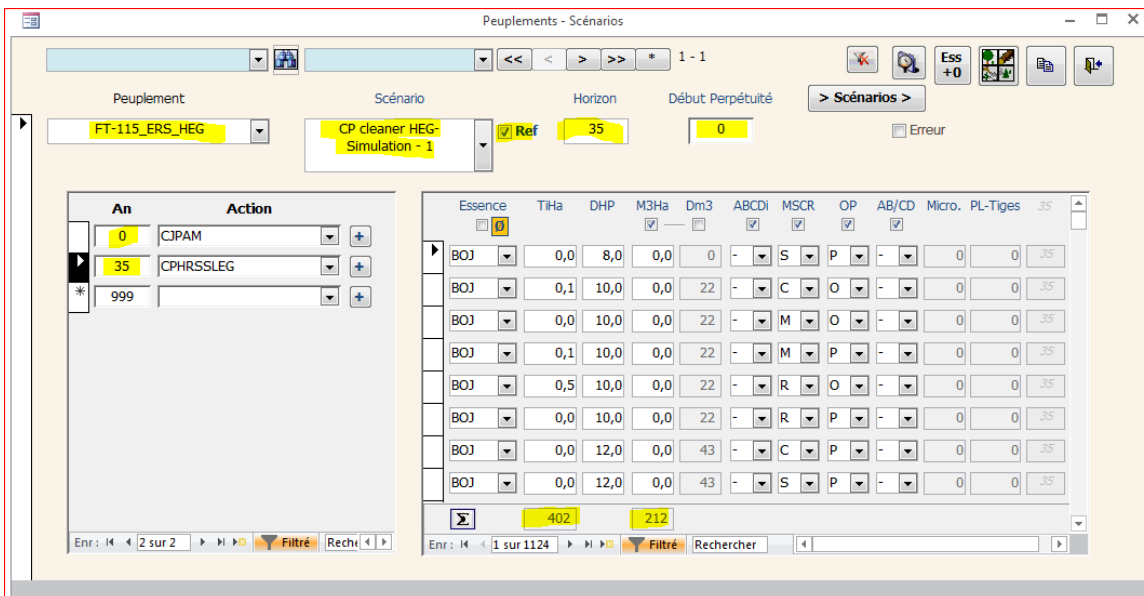 Peuplements - Scénarios
<< < > >> * 1 - 1 Ess +0
Peuplement Scénario Horizon Début Perpétuité > Scénarios >
FT-115_ERS_HEG CP cleaner HEG- Ref 35 0 Erreur
Simulation - 1
An Action
0 CJPAM +
35 CPHRSSLEG +
* 999 +
Enr : 2 sur 2 Filtré Reche
Essence TiHa DHP M3Ha Dm3 ABCDi MSCR OP AB/CD Micro. PL-Tiges 35
Ø
BOJ 0,0 8,0 0,0 0 - S P - 0 0 35
BOJ 0,1 10,0 0,0 22 - C O - 0 0 35
BOJ 0,0 10,0 0,0 22 - M O - 0 0 35
BOJ 0,1 10,0 0,0 22 - M P - 0 0 35
BOJ 0,5 10,0 0,0 22 - R O - 0 0 35
BOJ 0,0 10,0 0,0 22 - R P - 0 0 35
BOJ 0,0 12,0 0,0 43 - C P - 0 0 35
BOJ 0,0 12,0 0,0 43 - S P - 0 0 35
Σ 402 212
Enr : 1 sur 1124 Filtré Rechercher